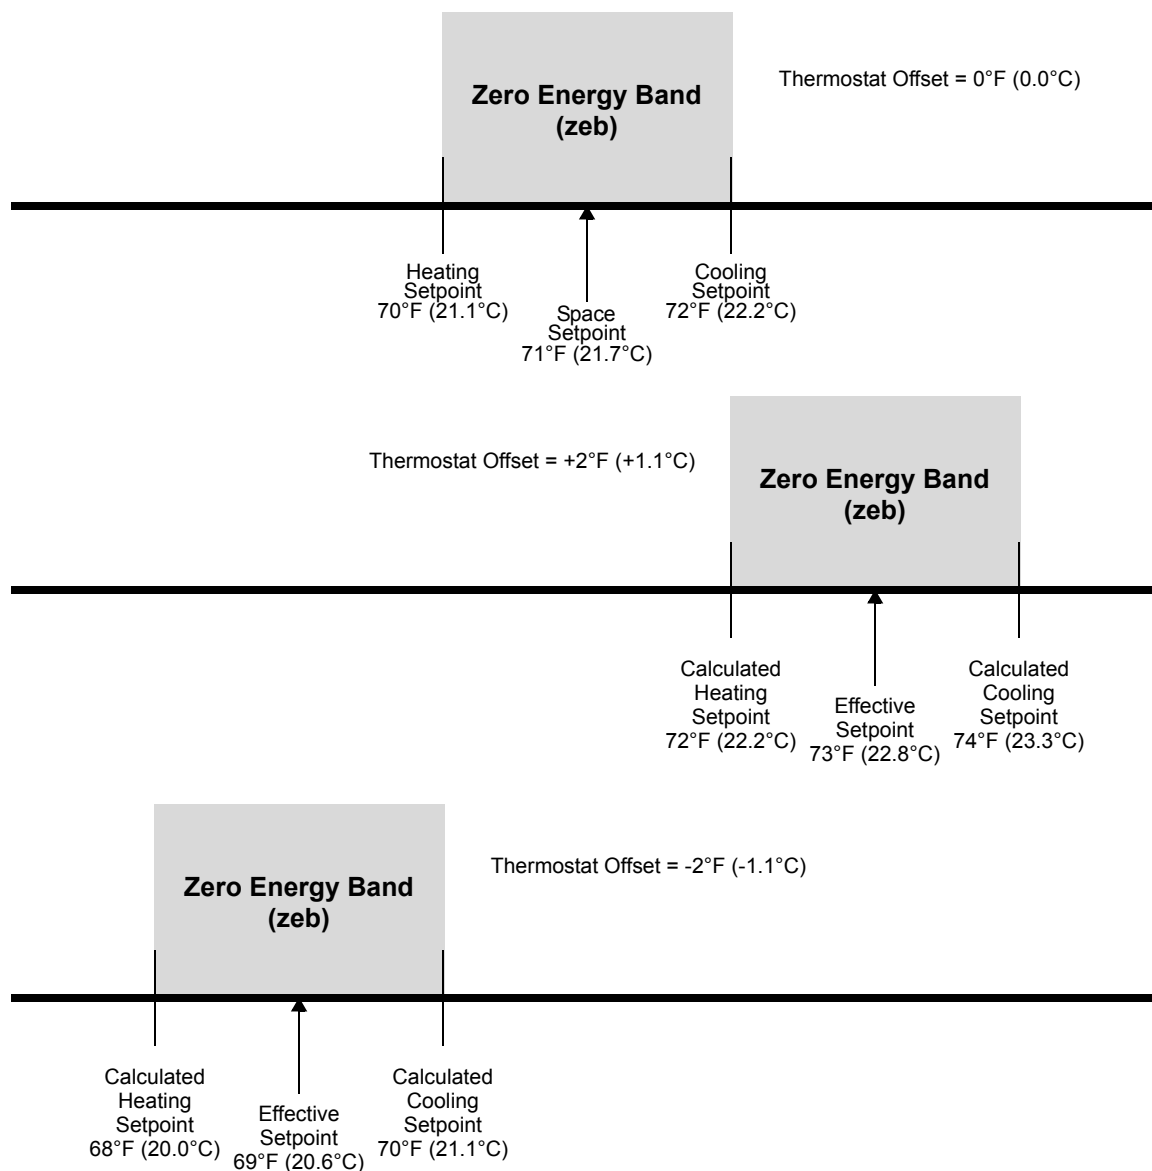 Zero Energy Band
(zeb)
Thermostat Offset = 0°F (0.0°C)
Heating
Setpoint
70°F (21.1°C)
Space
Setpoint
71°F (21.7°C)
Cooling
Setpoint
72°F (22.2°C)
Thermostat Offset = +2°F (+1.1°C)
Zero Energy Band
(zeb)
Calculated
Heating
Setpoint
72°F (22.2°C)
Effective
Setpoint
73°F (22.8°C)
Calculated
Cooling
Setpoint
74°F (23.3°C)
Zero Energy Band
(zeb)
Thermostat Offset = -2°F (-1.1°C)
Calculated
Heating
Setpoint
68°F (20.0°C)
Effective
Setpoint
69°F (20.6°C)
Calculated
Cooling
Setpoint
70°F (21.1°C)